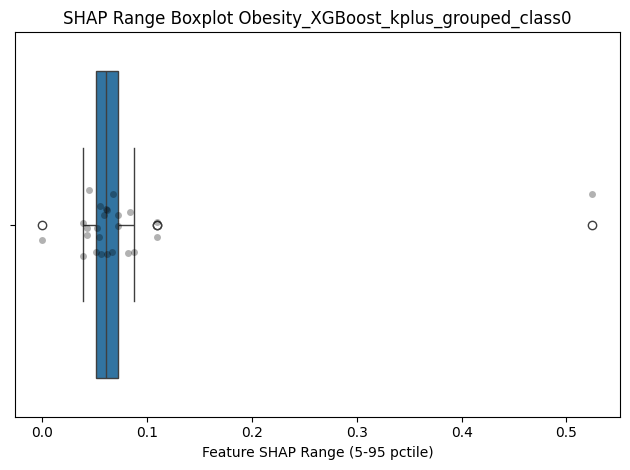 SHAP Range Boxplot Obesity_XGBoost_kplus_grouped_class0
0.0 0.1 0.2 0.3 0.4 0.5
Feature SHAP Range (5-95 pctile)